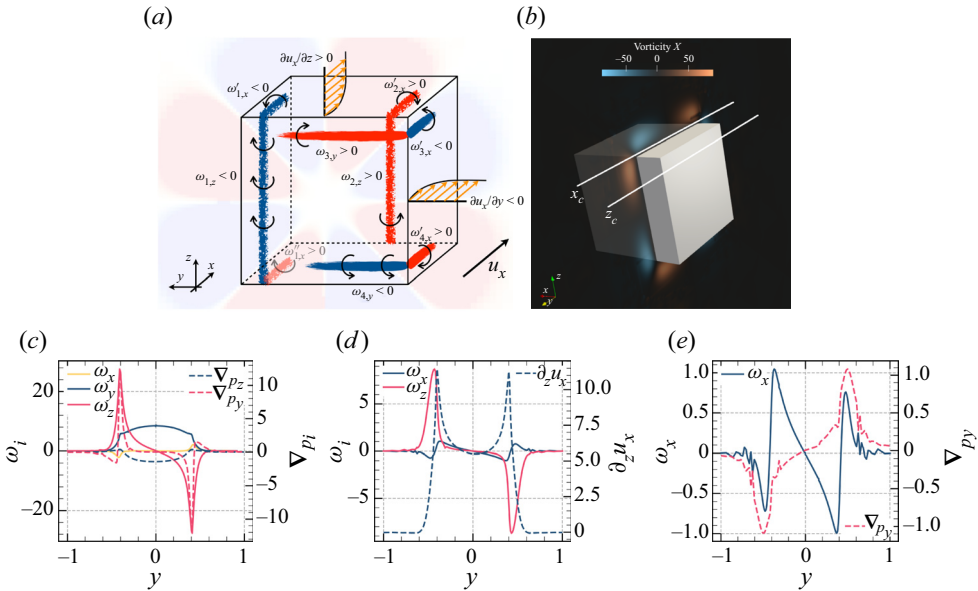 (a)
∂u_x/∂z > 0
ω′_{1,x} < 0
ω′_{2,x} > 0
ω_{3,y} > 0
ω′_{3,x} < 0
ω_{1,z} < 0
ω_{2,z} > 0
∂u_x/∂y < 0
ω″_{1,x} > 0
ω′_{4,x} > 0
ω_{4,y} < 0
u_x
z
y
x
(b)
Vorticity X
−50 0 50
x_c
z_c
z
x
y
(c)
ω_x
ω_y
ω_z
∇p_z
∇p_y
20
0
−20
ω_i
10
5
0
−5
−10
∇p_i
−1 0 1
y
(d)
ω_x
ω_z
∂_z u_x
5
0
−5
ω_i
10.0
7.5
5.0
2.5
0
∂_z u_x
−1 0 1
y
(e)
ω_x
1.0
0.5
0
−0.5
−1.0
ω_x
1.0
0.5
0
−0.5
−1.0
∇p_y
∇p_y
−1 0 1
y